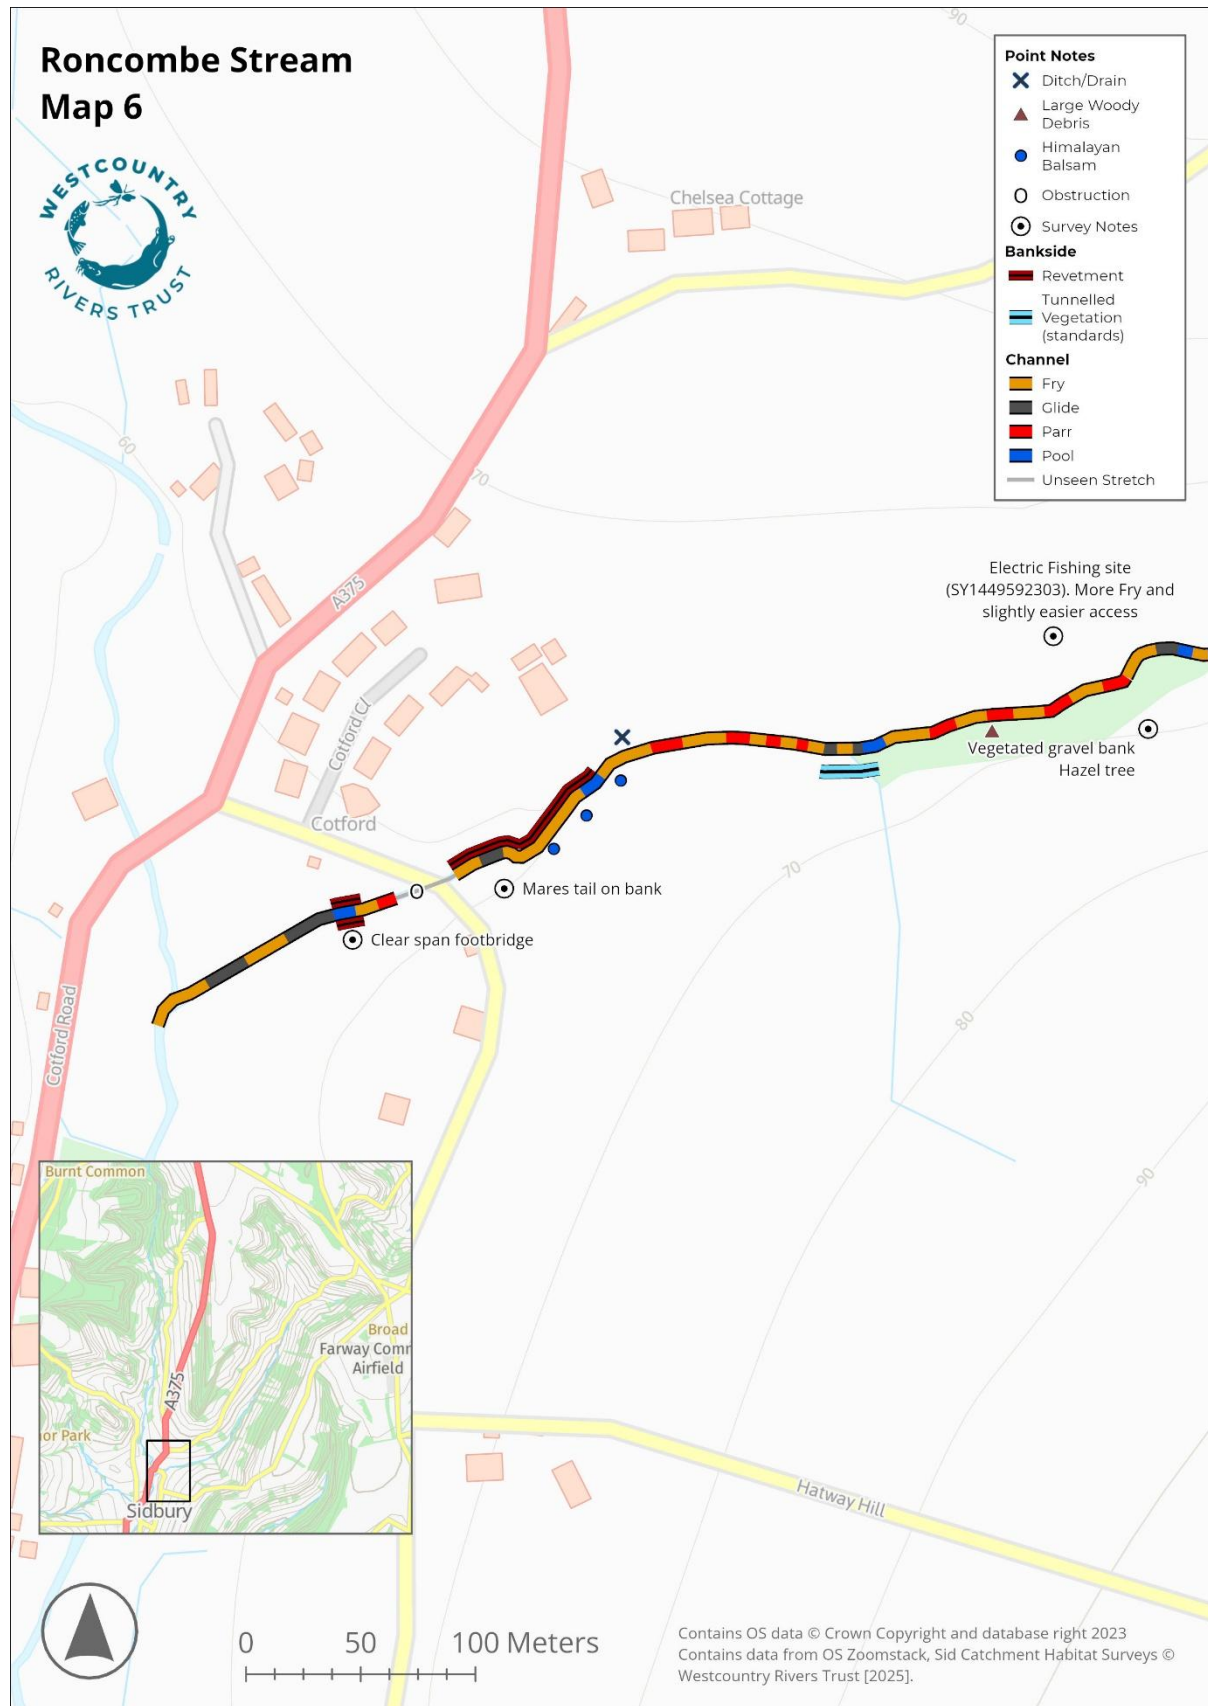 Roncombe Stream
Map 6
WESTCOUNTRY
RIVERS TRUST
Point Notes
Ditch/Drain
Large Woody
Debris
Himalayan
Balsam
O Obstruction
Survey Notes
Bankside
Revetment
Tunnelled
Vegetation
(standards)
Channel
Fry
Glide
Parr
Pool
Unseen Stretch
90
Chelsea Cottage
60
70
A375
Electric Fishing site
(SY1449592303). More Fry and
slightly easier access
Cotford Cl
Vegetated gravel bank
Hazel tree
Cotford
70
O
Mares tail on bank
Clear span footbridge
Cotford Road
80
90
Burnt Common
Broad
Farway Comm
Airfield
A375
or Park
Sidbury
Hatway Hill
0 50 100 Meters
Contains OS data © Crown Copyright and database right 2023
Contains data from OS Zoomstack, Sid Catchment Habitat Surveys ©
Westcountry Rivers Trust [2025].